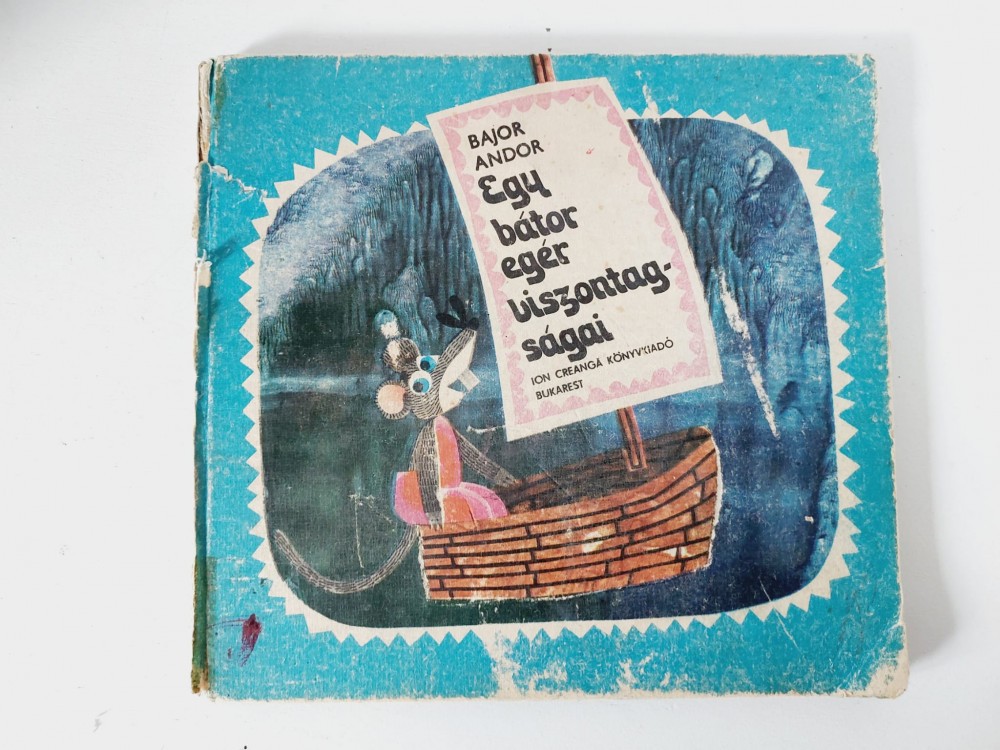 BAJOR
ANDOR
Egy
bátor
egér
viszontag-
ságai
ION CREANGĂ KÖNYVKIADÓ
BUKAREST